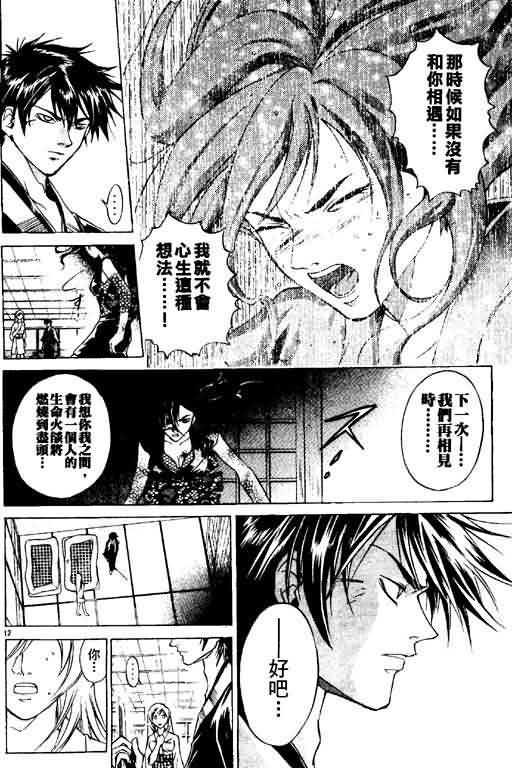 那時候如果沒有
和你相遇……
我就不會
心生這種
想法……！
……
下一次──
我們再相見
時…………
我想你我之間，
會有一個人的
生命火燄將
燃燒到盡頭…
──好吧…
你…
12